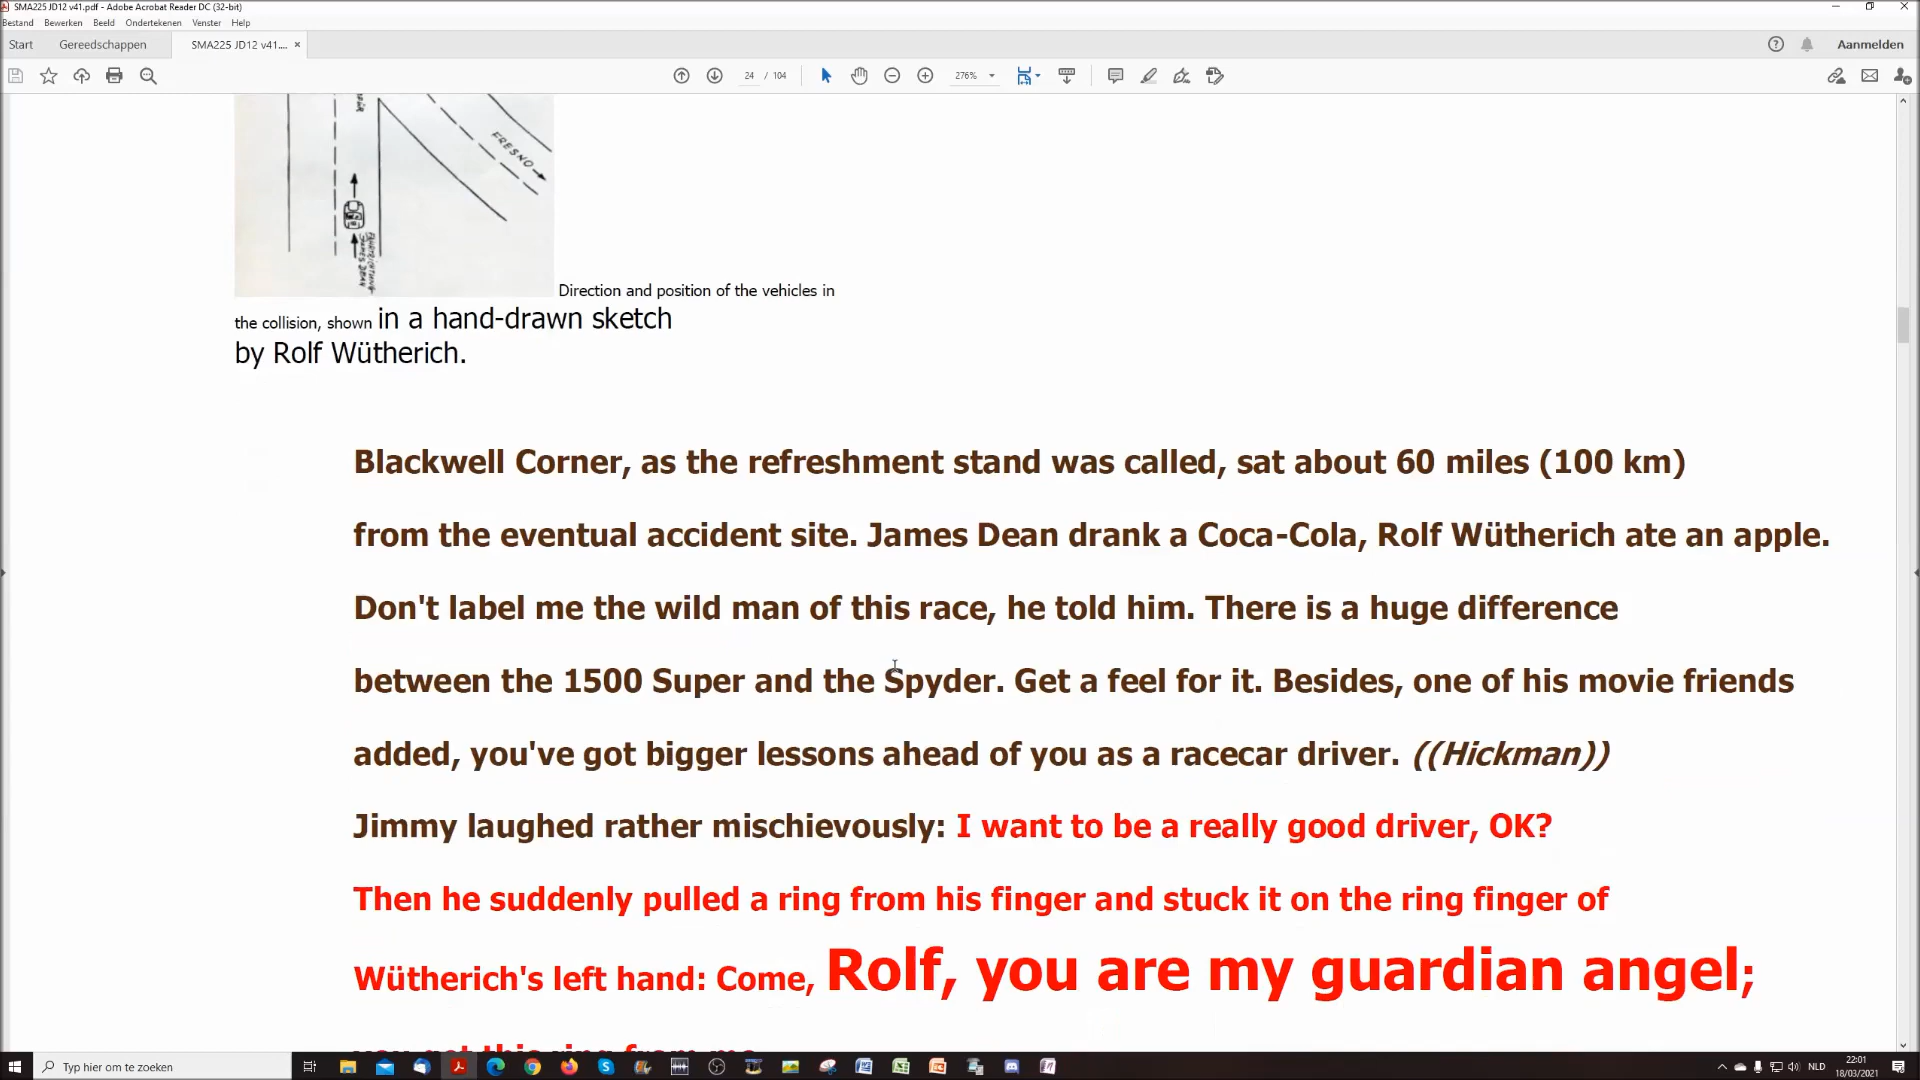 SMA225 JD12 v41.pdf - Adobe Acrobat Reader DC (32-bit)
Bestand Bewerken Beeld Ondertekenen Venster Help
Start Gereedschappen SMA225 JD12 v41.... × Aanmelden
24 / 104 276%
FRESNO
JAMES DEAN
Direction and position of the vehicles in
the collision, shown in a hand-drawn sketch
by Rolf Wütherich.
Blackwell Corner, as the refreshment stand was called, sat about 60 miles (100 km)
from the eventual accident site. James Dean drank a Coca-Cola, Rolf Wütherich ate an apple.
Don't label me the wild man of this race, he told him. There is a huge difference
between the 1500 Super and the Spyder. Get a feel for it. Besides, one of his movie friends
added, you've got bigger lessons ahead of you as a racecar driver. ((Hickman))
Jimmy laughed rather mischievously: I want to be a really good driver, OK?
Then he suddenly pulled a ring from his finger and stuck it on the ring finger of
Wütherich's left hand: Come, Rolf, you are my guardian angel;
you get this ring from me
Typ hier om te zoeken
NLD
22:01
18/03/2021